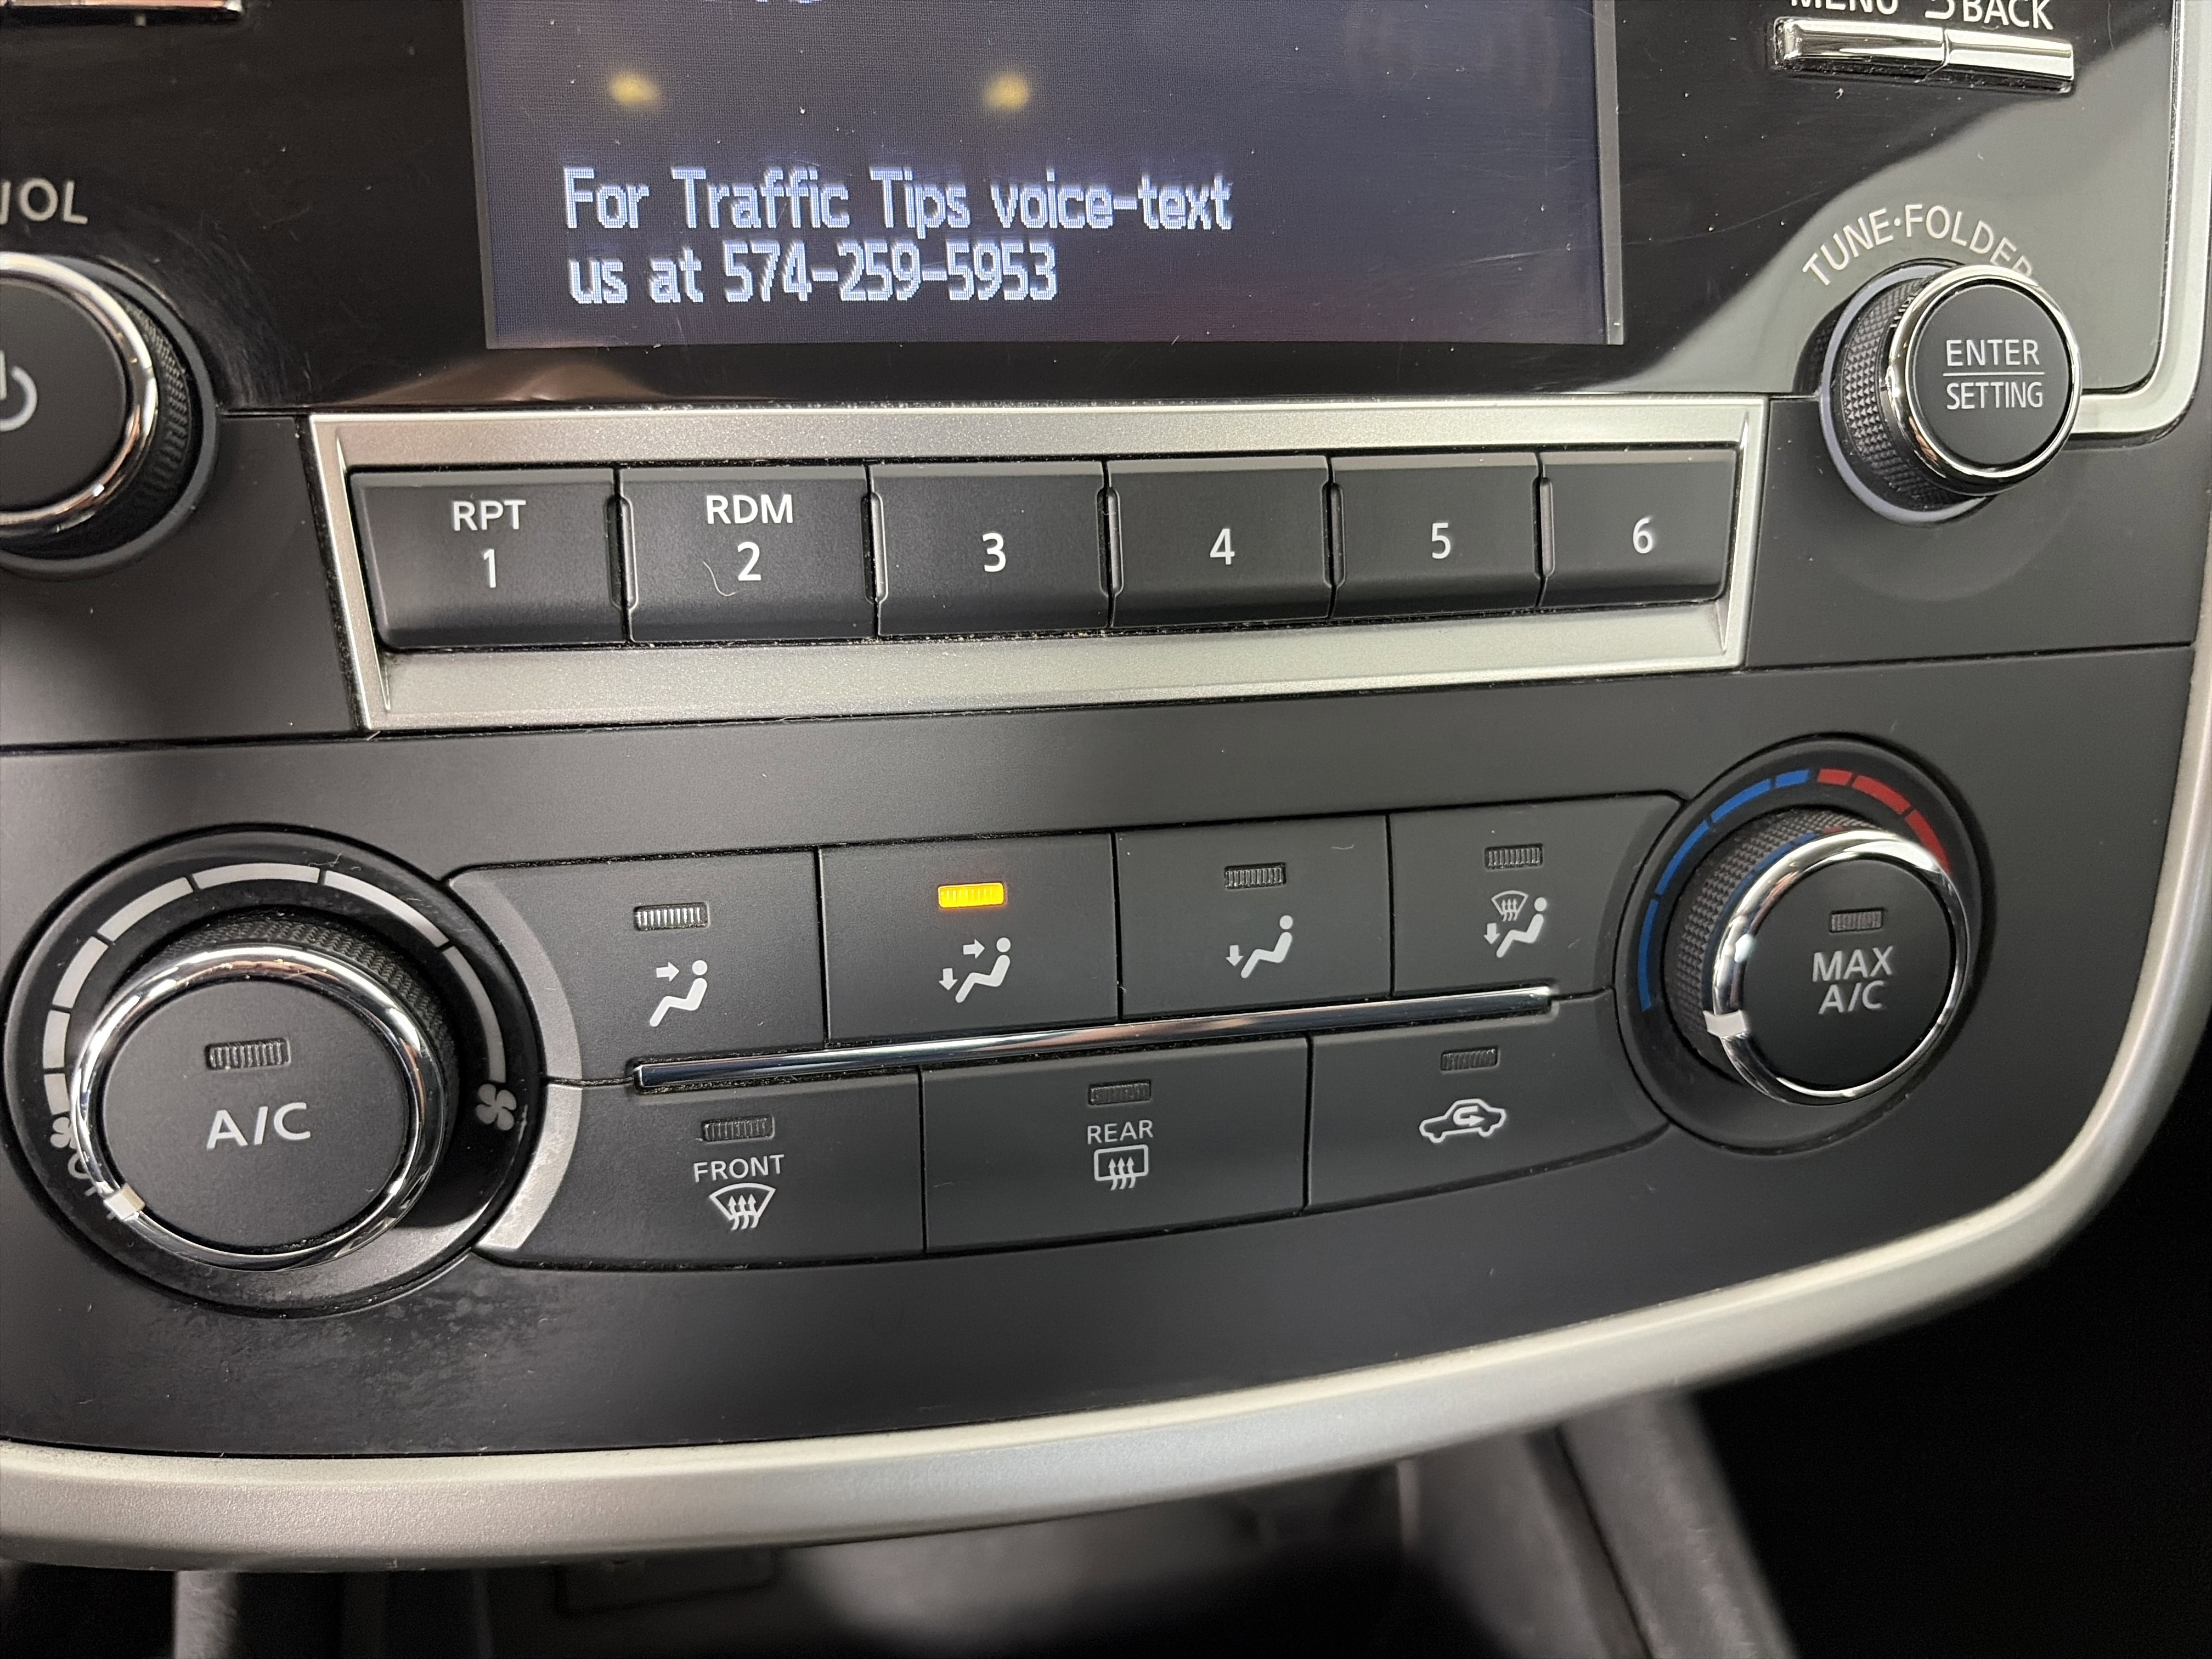 MENU BACK
For Traffic Tips voice-text
us at 574-259-5953
VOL
TUNE·FOLDER
ENTER
SETTING
RPT
1
RDM
2
3
4
5
6
A/C
MAX
A/C
FRONT
REAR